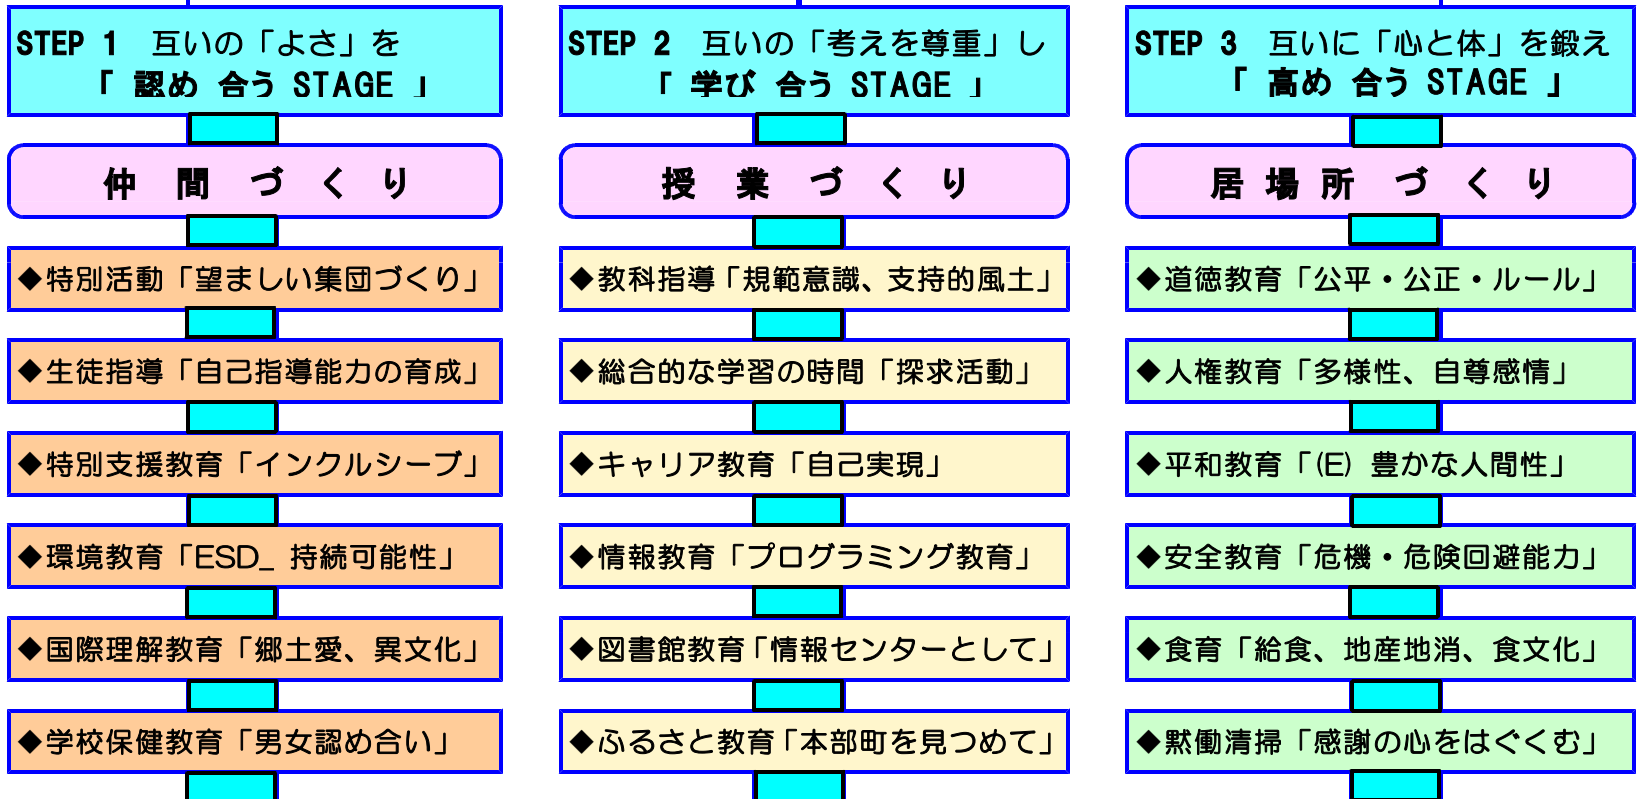 STEP 1 互いの「よさ」を
「 認め 合う STAGE 」
仲 間 づ く り
◆特別活動「望ましい集団づくり」
◆生徒指導「自己指導能力の育成」
◆特別支援教育「インクルシーブ」
◆環境教育「ESD_ 持続可能性」
◆国際理解教育「郷土愛、異文化」
◆学校保健教育「男女認め合い」
STEP 2 互いの「考えを尊重」し
「 学び 合う STAGE 」
授 業 づ く り
◆教科指導「規範意識、支持的風土」
◆総合的な学習の時間「探求活動」
◆キャリア教育「自己実現」
◆情報教育「プログラミング教育」
◆図書館教育「情報センターとして」
◆ふるさと教育「本部町を見つめて」
STEP 3 互いに「心と体」を鍛え
「 高め 合う STAGE 」
居 場 所 づ く り
◆道徳教育「公平・公正・ルール」
◆人権教育「多様性、自尊感情」
◆平和教育「(E) 豊かな人間性」
◆安全教育「危機・危険回避能力」
◆食育「給食、地産地消、食文化」
◆黙働清掃「感謝の心をはぐくむ」